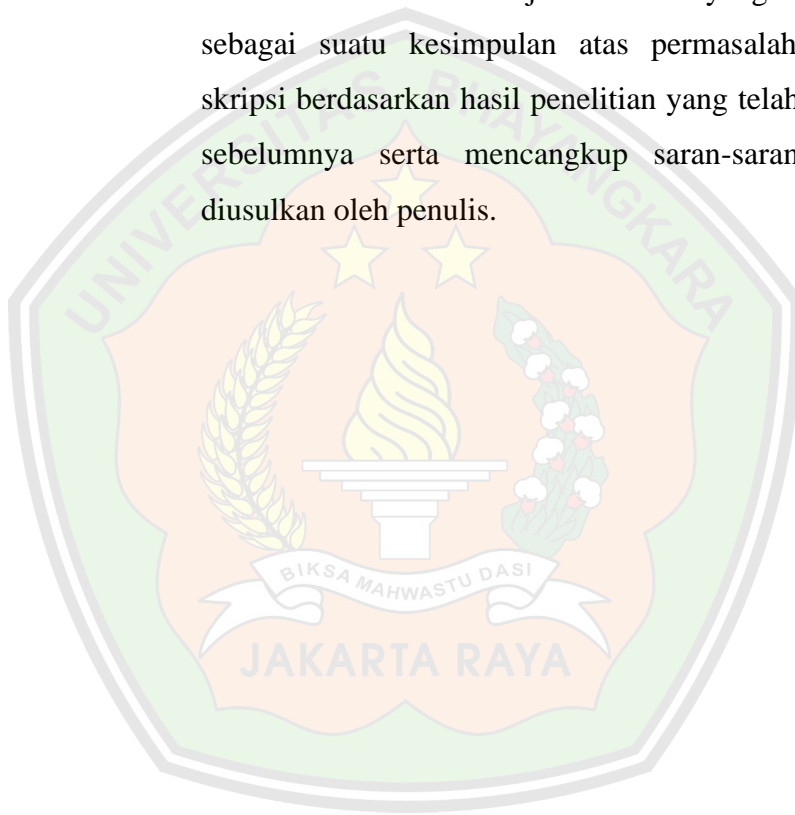 sebagai suatu kesimpulan atas permasalah
skripsi berdasarkan hasil penelitian yang telah
sebelumnya serta mencangkup saran-saran
diusulkan oleh penulis.
UNIVERSITAS BHAYANGKARA
BIKSA MAHWASTU DASI
JAKARTA RAYA